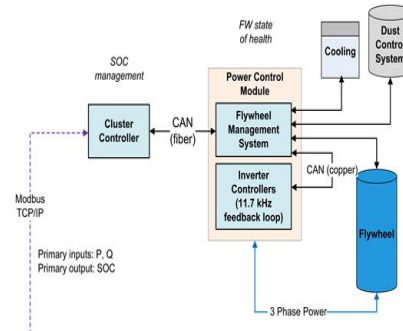 FW state
of health
SOC
management
Cooling
Dust
Control
System
Power Control
Module
Cluster
Controller
CAN
(fiber)
Flywheel
Management
System
CAN (copper)
Inverter
Controllers
(11.7 kHz
feedback loop)
Modbus
TCP/IP
Flywheel
Primary inputs: P, Q
Primary output: SOC
3 Phase Power